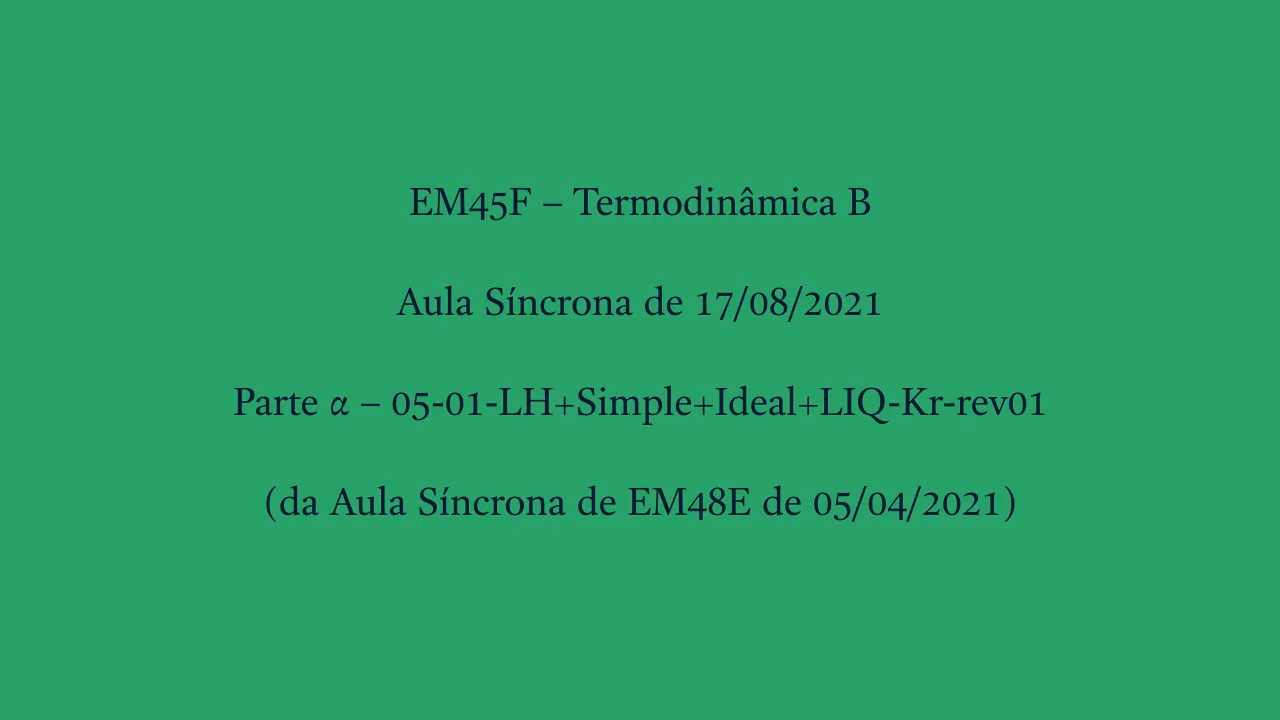 EM45F – Termodinâmica B
Aula Síncrona de 17/08/2021
Parte α – 05-01-LH+Simple+Ideal+LIQ-Kr-rev01
(da Aula Síncrona de EM48E de 05/04/2021)